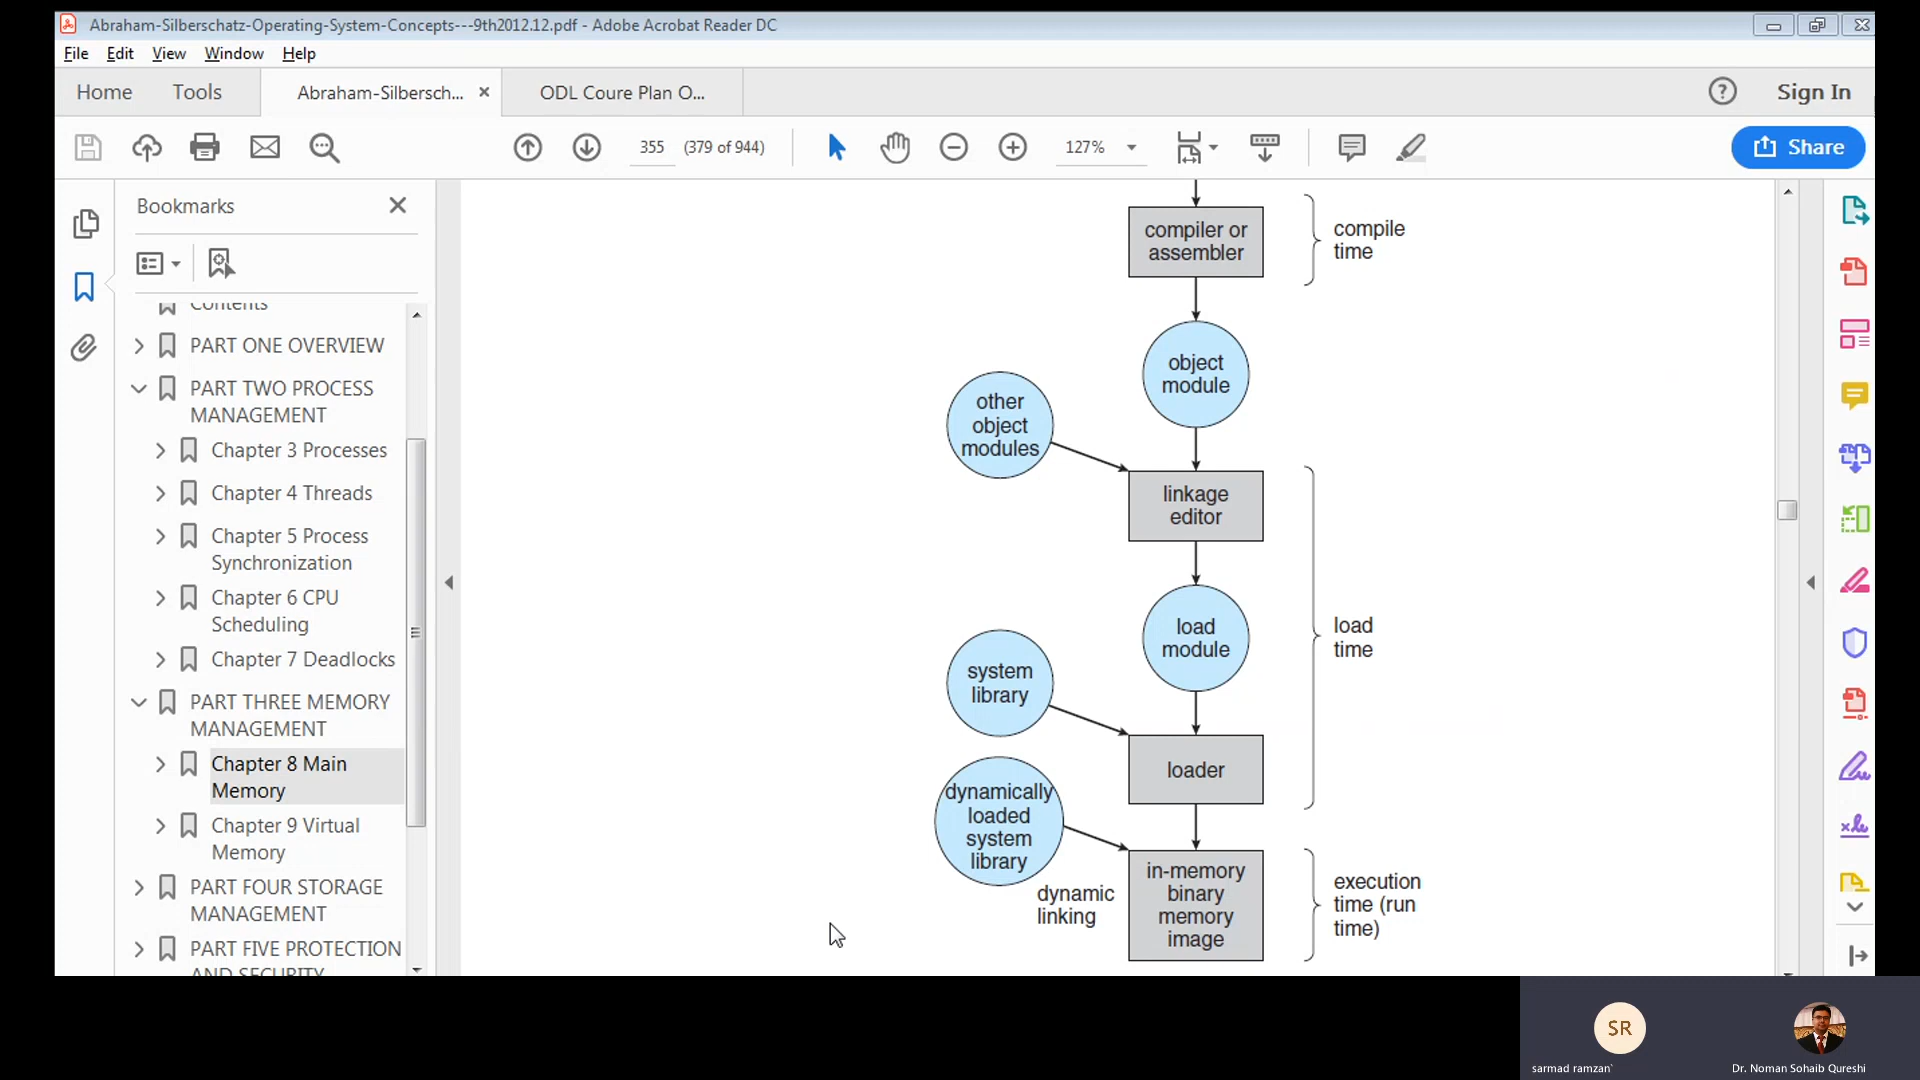 Abraham-Silberschatz-Operating-System-Concepts---9th2012.12.pdf - Adobe Acrobat Reader DC
File Edit View Window Help
Home Tools Abraham-Silbersch... ODL Coure Plan O... Sign In
355 (379 of 944) 127% Share
Bookmarks
Contents
PART ONE OVERVIEW
PART TWO PROCESS
MANAGEMENT
Chapter 3 Processes
Chapter 4 Threads
Chapter 5 Process
Synchronization
Chapter 6 CPU
Scheduling
Chapter 7 Deadlocks
PART THREE MEMORY
MANAGEMENT
Chapter 8 Main
Memory
Chapter 9 Virtual
Memory
PART FOUR STORAGE
MANAGEMENT
PART FIVE PROTECTION
AND SECURITY
compiler or
assembler
compile
time
object
module
other
object
modules
linkage
editor
load
module
load
time
system
library
loader
dynamically
loaded
system
library
dynamic
linking
in-memory
binary
memory
image
execution
time (run
time)
SR
sarmad ramzan`
Dr. Noman Sohaib Qureshi